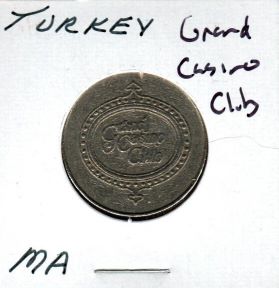 TURKEY Grand
Casino
Club
Grand
Casino
Club
MA